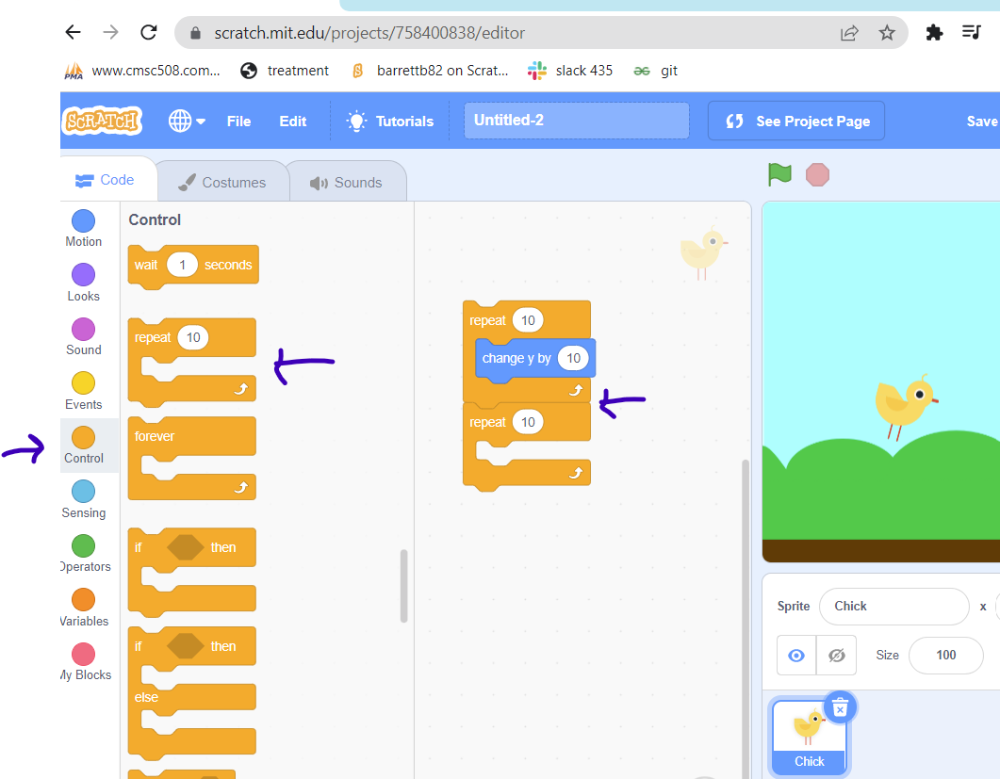 scratch.mit.edu/projects/758400838/editor
PMA www.cmsc508.com... treatment barrettb82 on Scrat... slack 435 git
SCRATCH File Edit Tutorials Untitled-2 See Project Page Save
Code Costumes Sounds
Motion
Looks
Sound
Events
Control
Sensing
Operators
Variables
My Blocks
Control
wait 1 seconds
repeat 10
forever
if then
if then
else
repeat 10
change y by 10
repeat 10
Sprite Chick x
Size 100
Chick